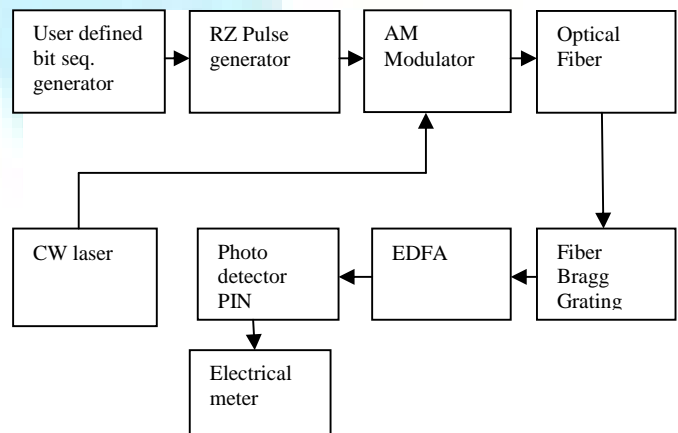 User defined
bit seq.
generator
RZ Pulse
generator
AM
Modulator
Optical
Fiber
CW laser
Photo
detector
PIN
EDFA
Fiber
Bragg
Grating
Electrical
meter